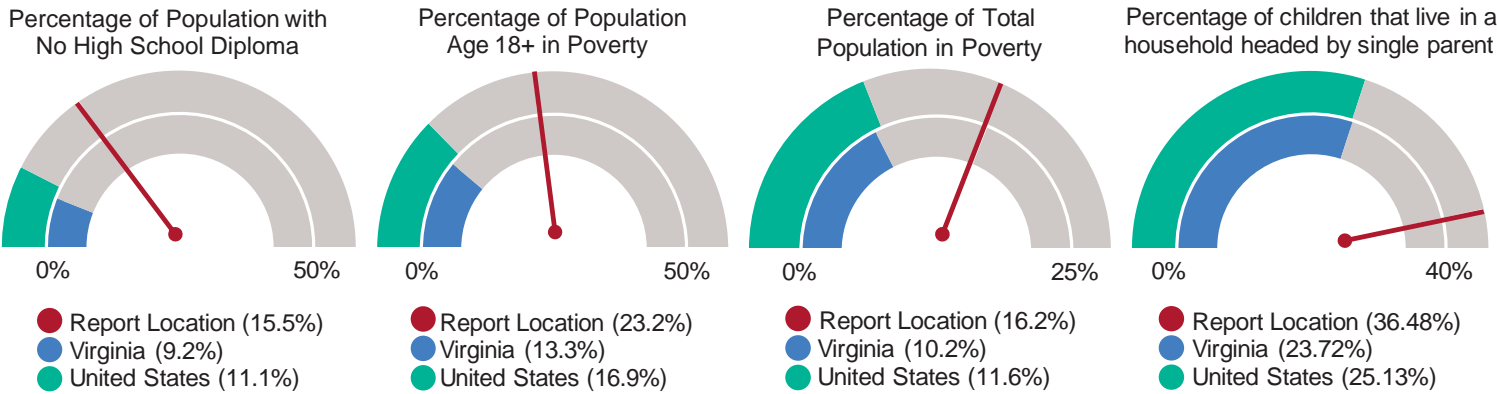 Percentage of Population with
No High School Diploma
0%
50%
Report Location (15.5%)
Virginia (9.2%)
United States (11.1%)
Percentage of Population
Age 18+ in Poverty
0%
50%
Report Location (23.2%)
Virginia (13.3%)
United States (16.9%)
Percentage of Total
Population in Poverty
0%
25%
Report Location (16.2%)
Virginia (10.2%)
United States (11.6%)
Percentage of children that live in a
household headed by single parent
0%
40%
Report Location (36.48%)
Virginia (23.72%)
United States (25.13%)